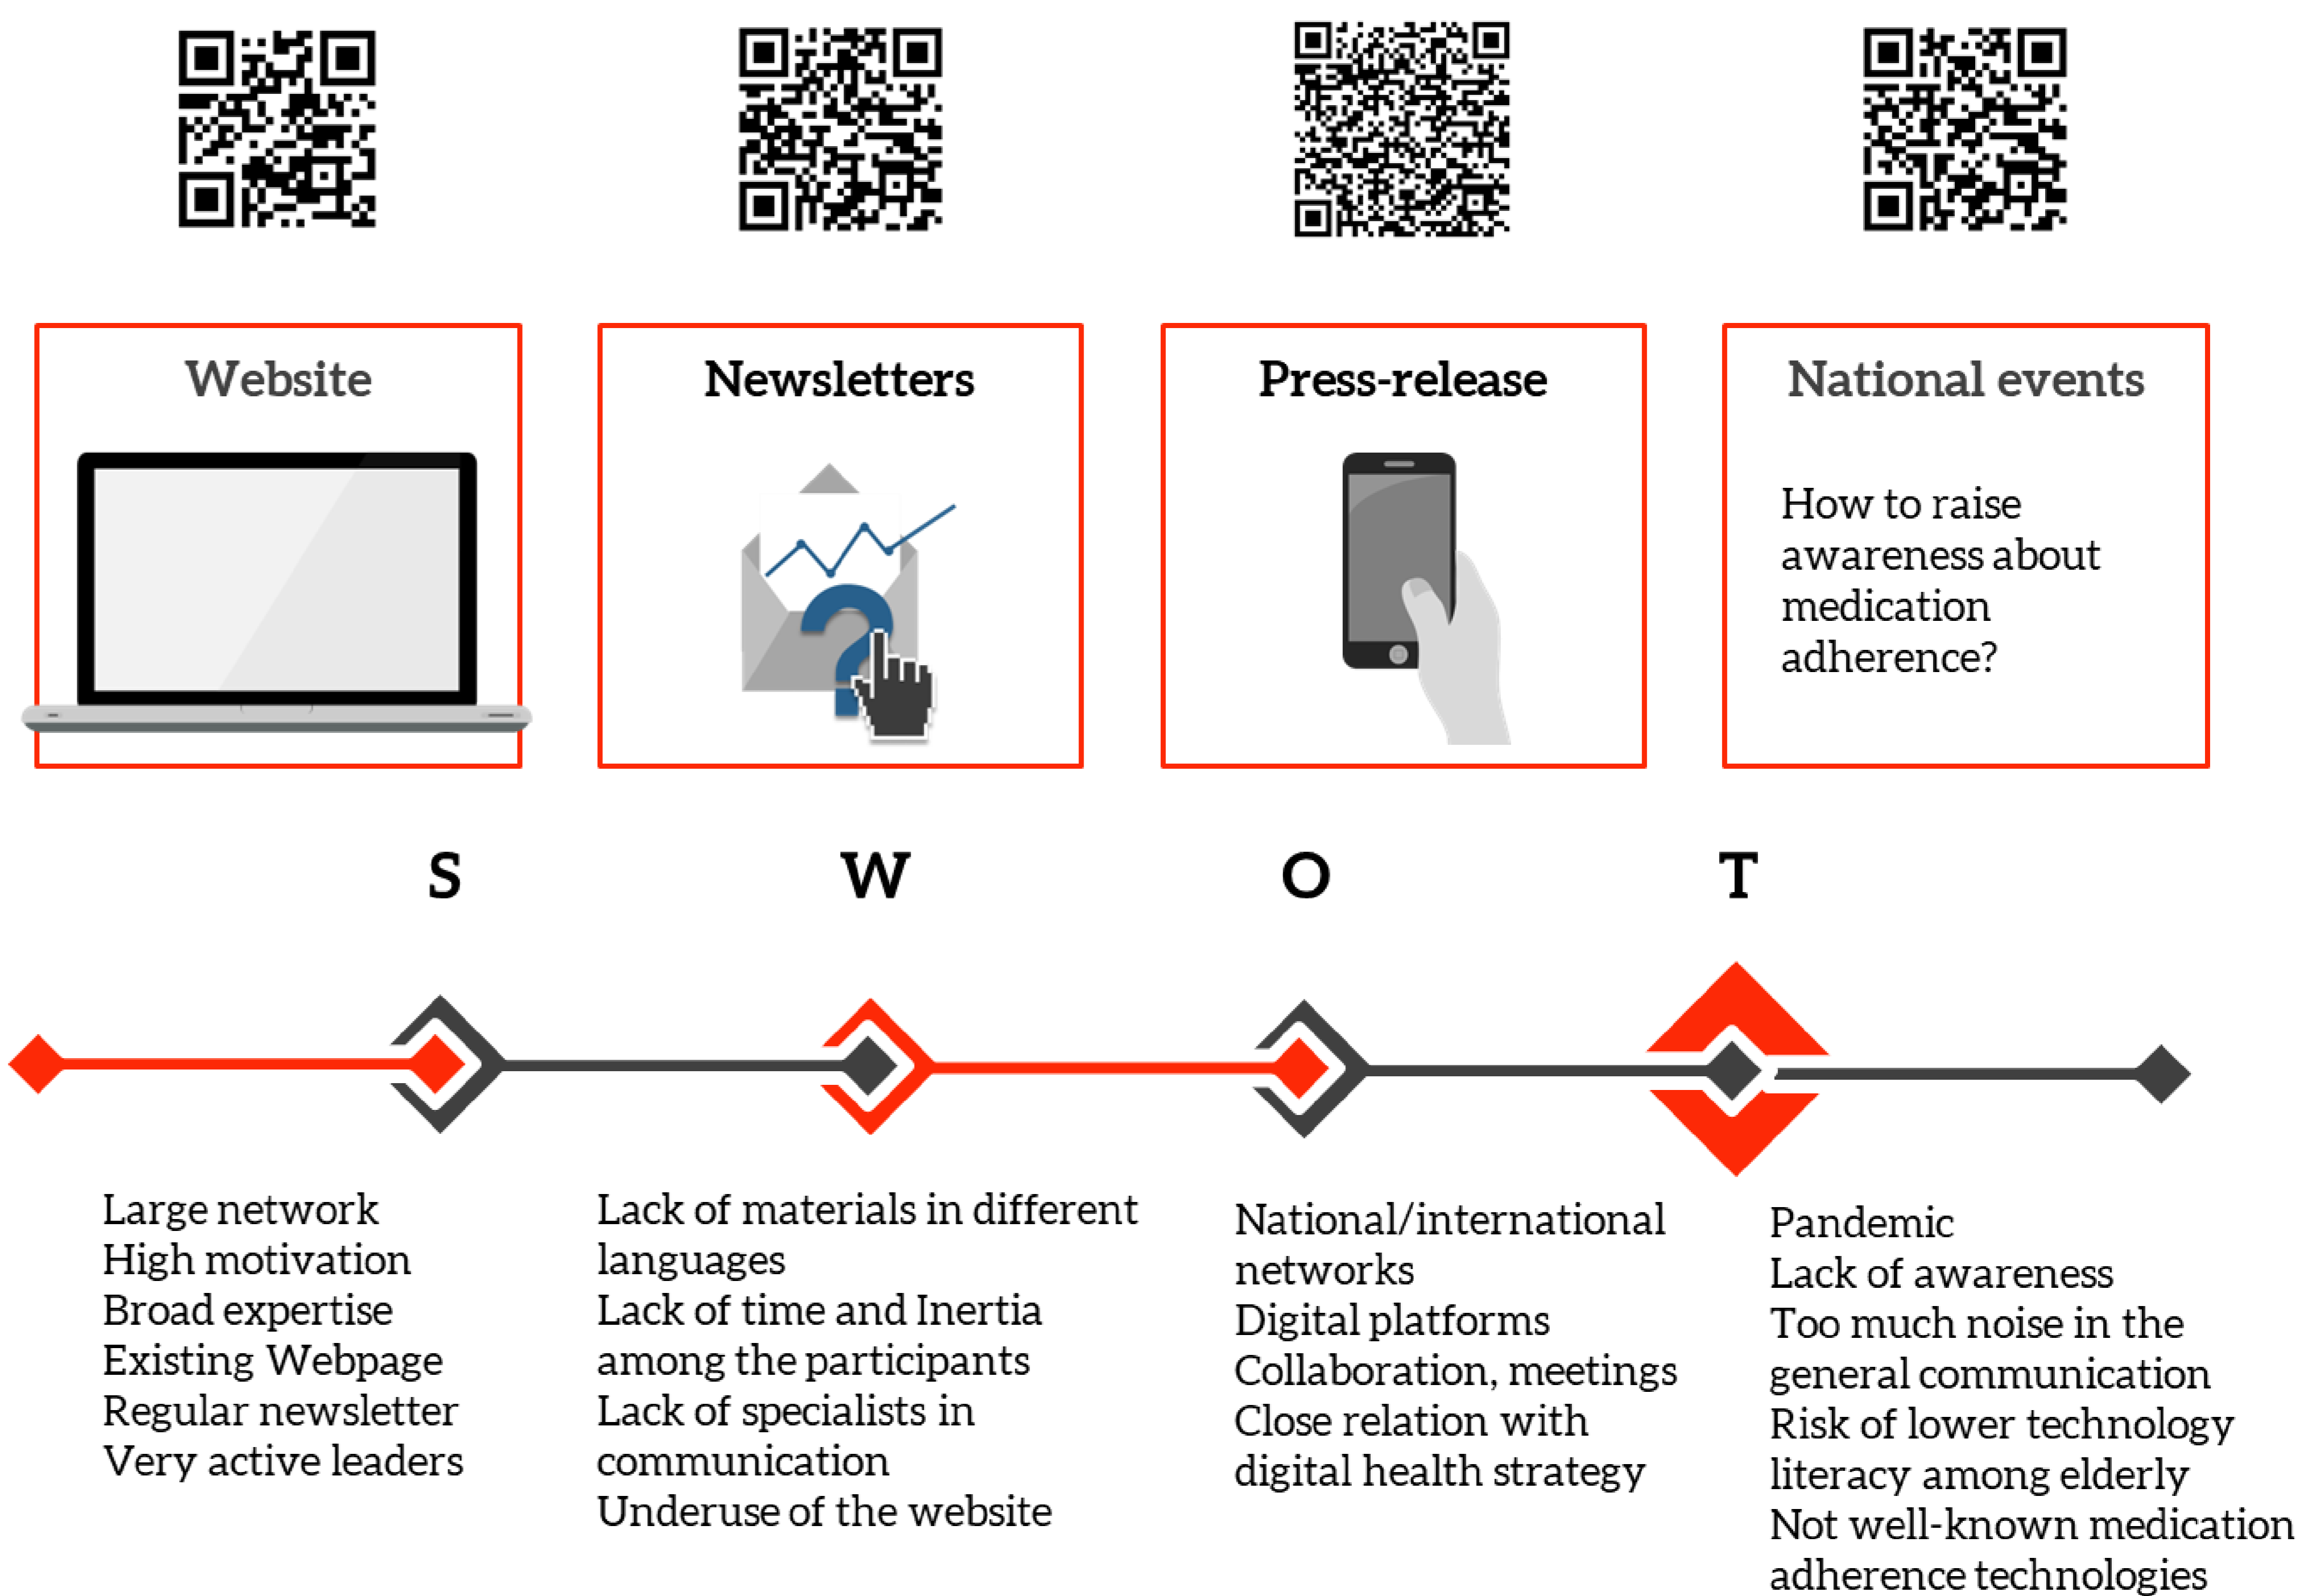 Website
Newsletters
Press-release
National events
How to raise
awareness about
medication
adherence?
S
W
O
T
Large network
High motivation
Broad expertise
Existing Webpage
Regular newsletter
Very active leaders
Lack of materials in different
languages
Lack of time and Inertia
among the participants
Lack of specialists in
communication
Underuse of the website
National/international
networks
Digital platforms
Collaboration, meetings
Close relation with
digital health strategy
Pandemic
Lack of awareness
Too much noise in the
general communication
Risk of lower technology
literacy among elderly
Not well-known medication
adherence technologies